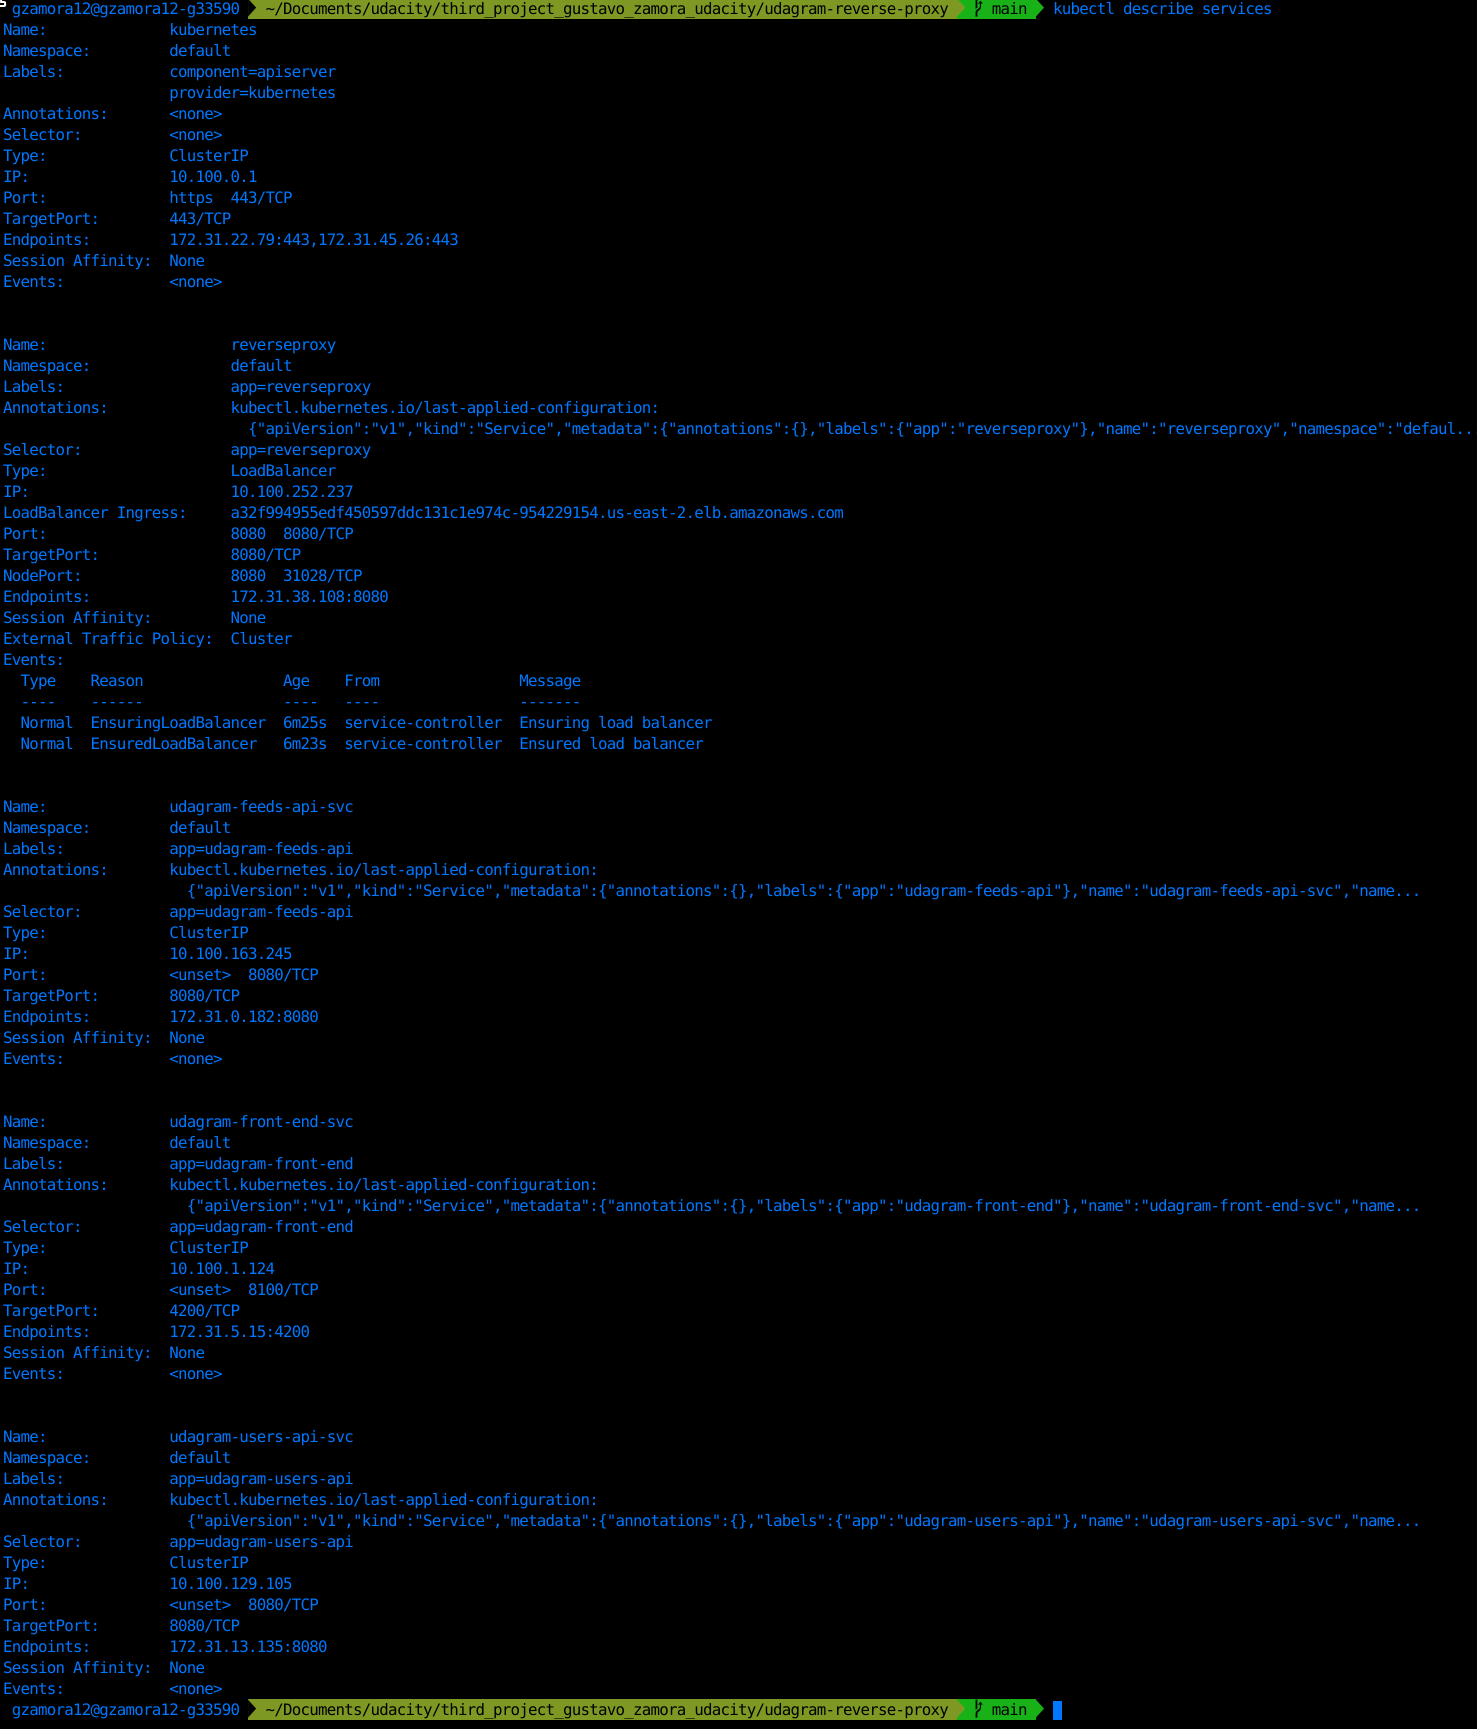 gzamora12@gzamora12-g33590 ~/Documents/udacity/third_project_gustavo_zamora_udacity/udagram-reverse-proxy main kubectl describe services
Name: kubernetes
Namespace: default
Labels: component=apiserver
provider=kubernetes
Annotations: <none>
Selector: <none>
Type: ClusterIP
IP: 10.100.0.1
Port: https 443/TCP
TargetPort: 443/TCP
Endpoints: 172.31.22.79:443,172.31.45.26:443
Session Affinity: None
Events: <none>
Name: reverseproxy
Namespace: default
Labels: app=reverseproxy
Annotations: kubectl.kubernetes.io/last-applied-configuration:
{"apiVersion":"v1","kind":"Service","metadata":{"annotations":{},"labels":{"app":"reverseproxy"},"name":"reverseproxy","namespace":"defaul..
Selector: app=reverseproxy
Type: LoadBalancer
IP: 10.100.252.237
LoadBalancer Ingress: a32f994955edf450597ddc131c1e974c-954229154.us-east-2.elb.amazonaws.com
Port: 8080 8080/TCP
TargetPort: 8080/TCP
NodePort: 8080 31028/TCP
Endpoints: 172.31.38.108:8080
Session Affinity: None
External Traffic Policy: Cluster
Events:
Type Reason Age From Message
---- ------ ---- ---- -------
Normal EnsuringLoadBalancer 6m25s service-controller Ensuring load balancer
Normal EnsuredLoadBalancer 6m23s service-controller Ensured load balancer
Name: udagram-feeds-api-svc
Namespace: default
Labels: app=udagram-feeds-api
Annotations: kubectl.kubernetes.io/last-applied-configuration:
{"apiVersion":"v1","kind":"Service","metadata":{"annotations":{},"labels":{"app":"udagram-feeds-api"},"name":"udagram-feeds-api-svc","name...
Selector: app=udagram-feeds-api
Type: ClusterIP
IP: 10.100.163.245
Port: <unset> 8080/TCP
TargetPort: 8080/TCP
Endpoints: 172.31.0.182:8080
Session Affinity: None
Events: <none>
Name: udagram-front-end-svc
Namespace: default
Labels: app=udagram-front-end
Annotations: kubectl.kubernetes.io/last-applied-configuration:
{"apiVersion":"v1","kind":"Service","metadata":{"annotations":{},"labels":{"app":"udagram-front-end"},"name":"udagram-front-end-svc","name...
Selector: app=udagram-front-end
Type: ClusterIP
IP: 10.100.1.124
Port: <unset> 8100/TCP
TargetPort: 4200/TCP
Endpoints: 172.31.5.15:4200
Session Affinity: None
Events: <none>
Name: udagram-users-api-svc
Namespace: default
Labels: app=udagram-users-api
Annotations: kubectl.kubernetes.io/last-applied-configuration:
{"apiVersion":"v1","kind":"Service","metadata":{"annotations":{},"labels":{"app":"udagram-users-api"},"name":"udagram-users-api-svc","name...
Selector: app=udagram-users-api
Type: ClusterIP
IP: 10.100.129.105
Port: <unset> 8080/TCP
TargetPort: 8080/TCP
Endpoints: 172.31.13.135:8080
Session Affinity: None
Events: <none>
gzamora12@gzamora12-g33590 ~/Documents/udacity/third_project_gustavo_zamora_udacity/udagram-reverse-proxy main